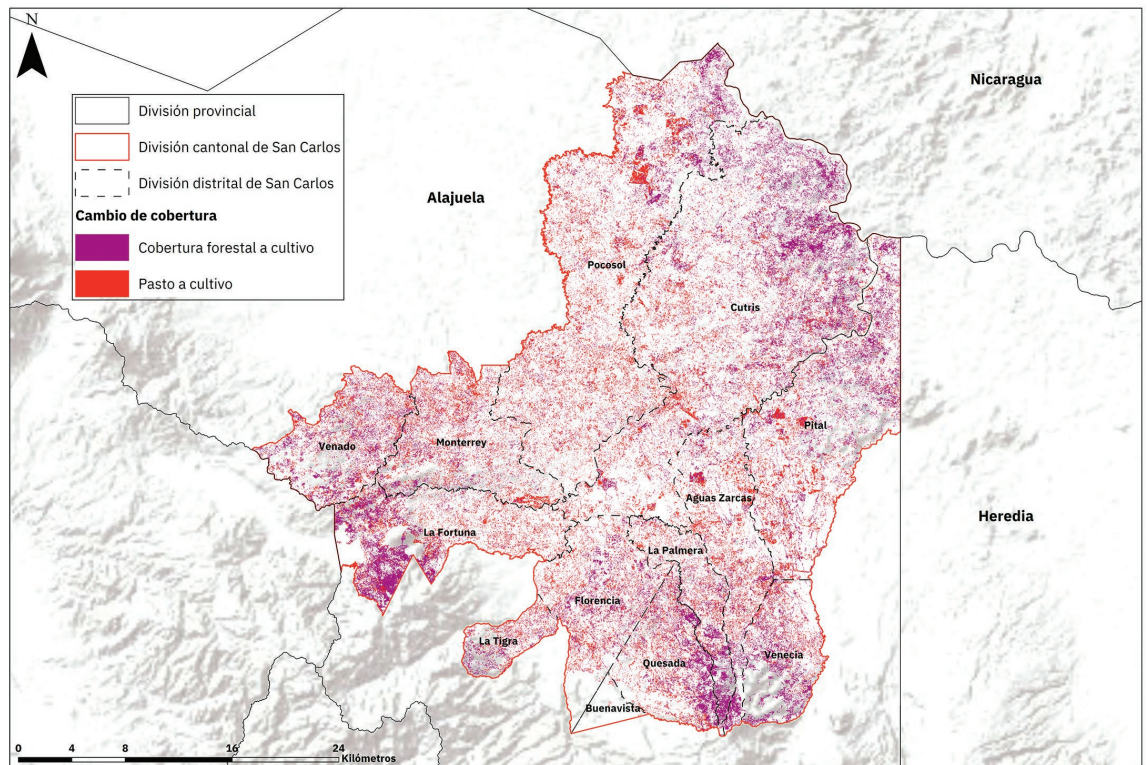 N
Nicaragua
División provincial
División cantonal de San Carlos
División distrital de San Carlos
Cambio de cobertura
Cobertura forestal a cultivo
Pasto a cultivo
Alajuela
Pocosol
Cutris
Pital
Venado
Monterrey
Aguas Zarcas
Heredia
La Fortuna
La Palmera
Florencia
La Tigra
Quesada
Venecia
Buenavista
0 4 8 16 24
Kilómetros